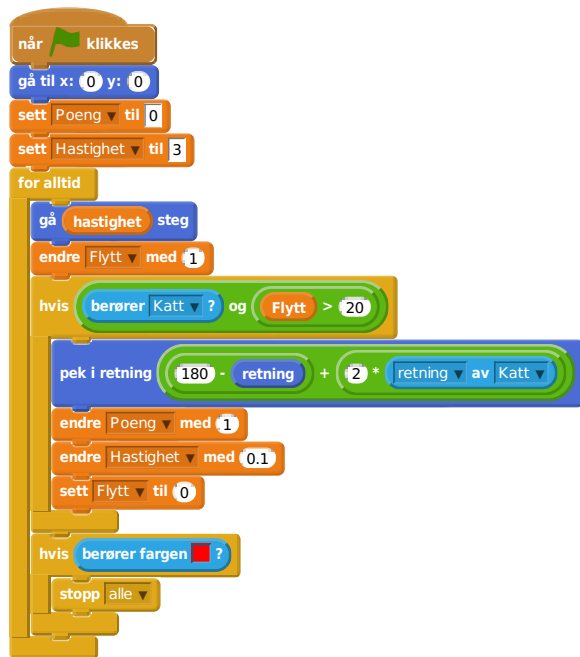 når klikkes
gå til x: 0 y: 0
sett Poeng til 0
sett Hastighet til 3
for alltid
gå hastighet steg
endre Flytt med 1
hvis berører Katt ? og Flytt > 20
pek i retning 180 - retning + 2 * retning av Katt
endre Poeng med 1
endre Hastighet med 0.1
sett Flytt til 0
hvis berører fargen ?
stopp alle